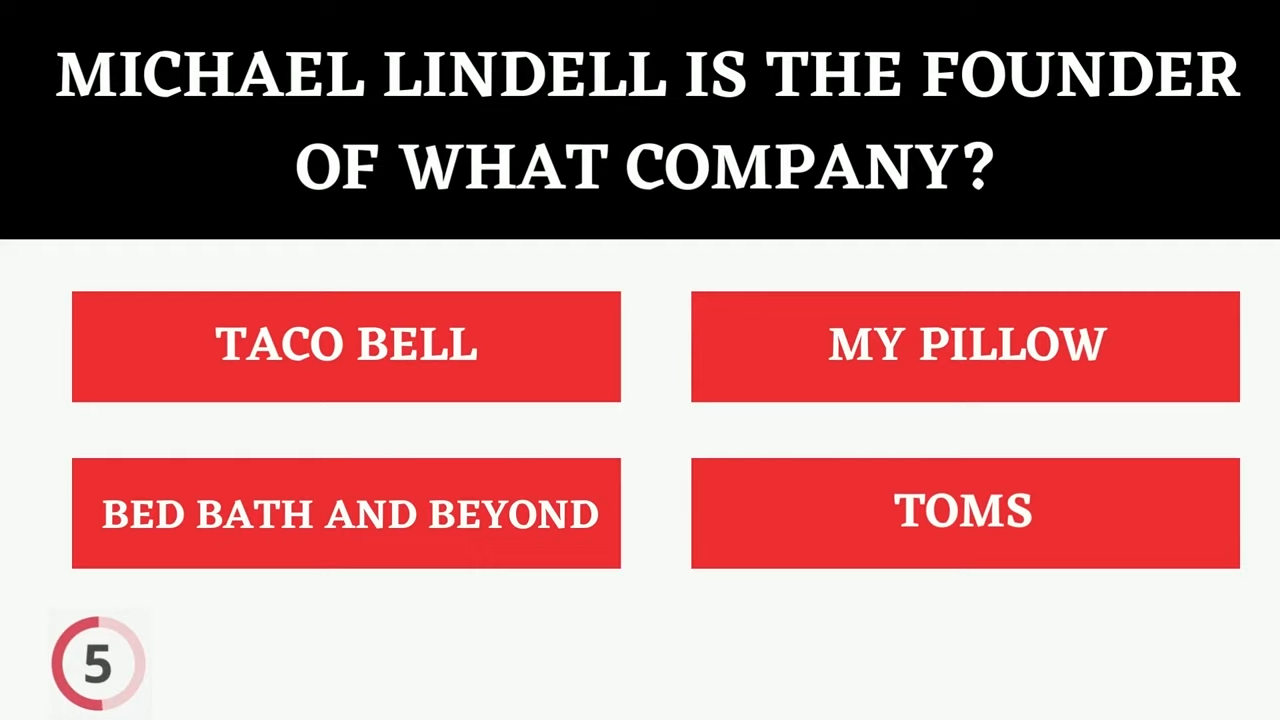 MICHAEL LINDELL IS THE FOUNDER
OF WHAT COMPANY?
TACO BELL
MY PILLOW
BED BATH AND BEYOND
TOMS
5